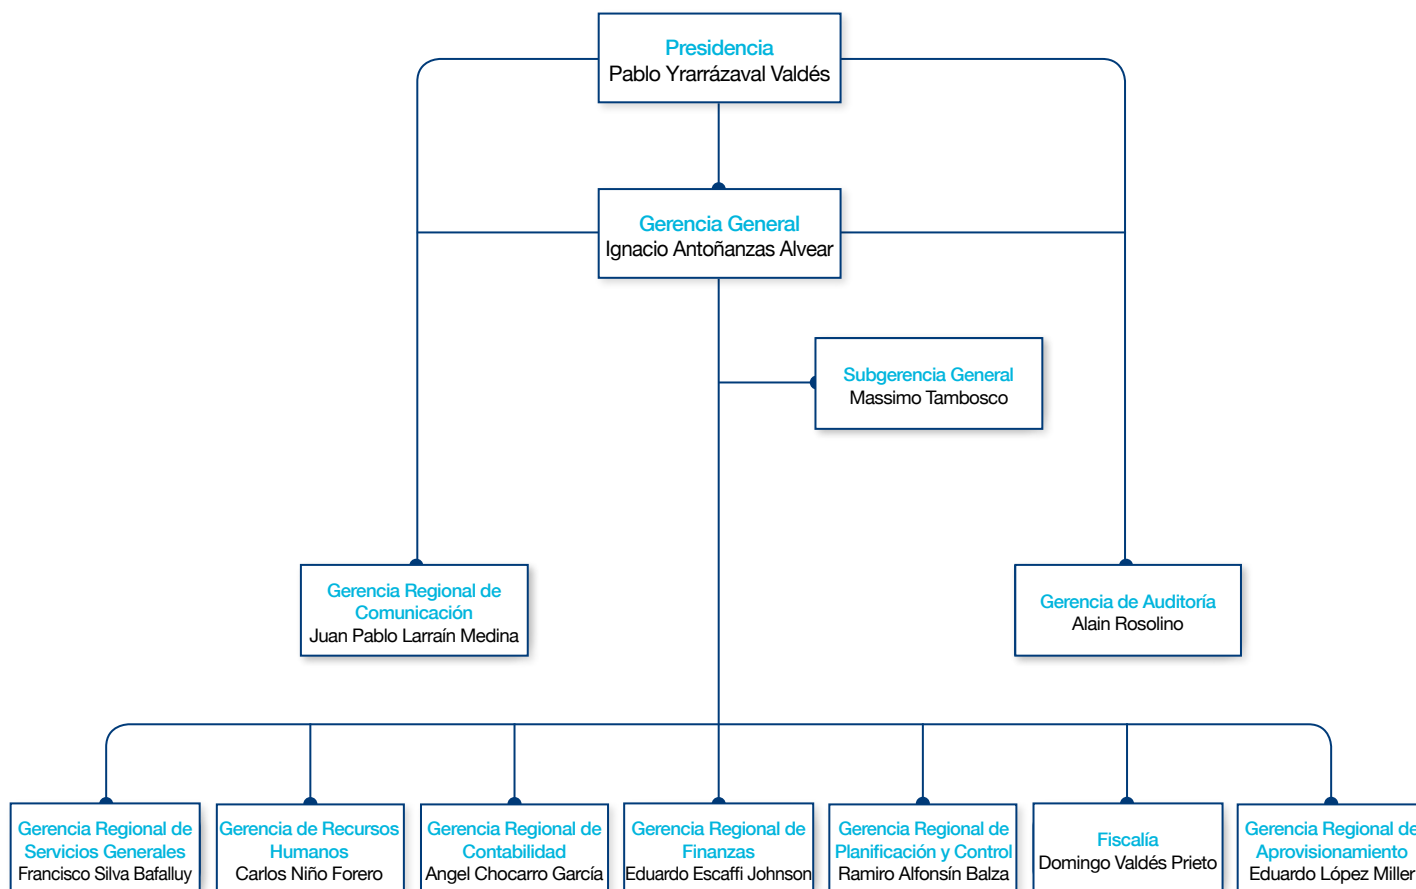 Presidencia
Pablo Yrarrázaval Valdés
Gerencia General
Ignacio Antoñanzas Alvear
Subgerencia General
Massimo Tambosco
Gerencia Regional de
Comunicación
Juan Pablo Larraín Medina
Gerencia de Auditoría
Alain Rosolino
Gerencia Regional de
Servicios Generales
Francisco Silva Bafalluy
Gerencia de Recursos
Humanos
Carlos Niño Forero
Gerencia Regional de
Contabilidad
Angel Chocarro García
Gerencia Regional de
Finanzas
Eduardo Escaffi Johnson
Gerencia Regional de
Planificación y Control
Ramiro Alfonsín Balza
Fiscalía
Domingo Valdés Prieto
Gerencia Regional de
Aprovisionamiento
Eduardo López Miller